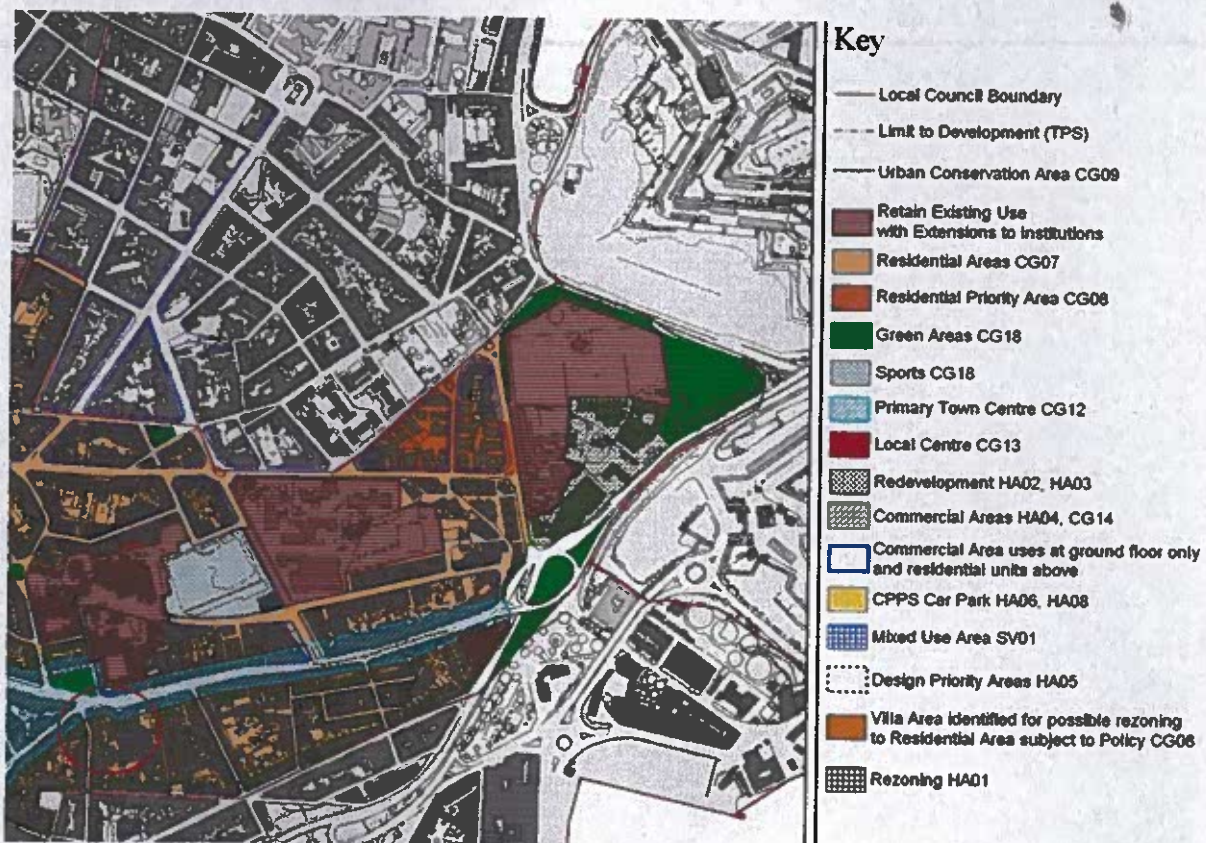 Key
Local Council Boundary
Limit to Development (TPS)
Urban Conservation Area CG09
Retain Existing Use
with Extensions to Institutions
Residential Areas CG07
Residential Priority Area CG08
Green Areas CG18
Sports CG18
Primary Town Centre CG12
Local Centre CG13
Redevelopment HA02, HA03
Commercial Areas HA04, CG14
Commercial Area uses at ground floor only
and residential units above
CPPS Car Park HA06, HA08
Mixed Use Area SV01
Design Priority Areas HA05
Villa Area identified for possible rezoning
to Residential Area subject to Policy CG06
Rezoning HA01